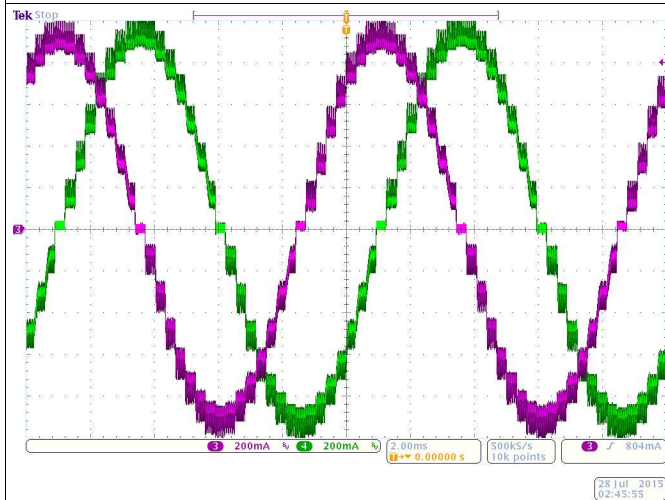 Tek Stop
T
3
3 200mA 4 200mA 2.00ms 500kS/s 3 804mA
T 0.00000 s 10k points
28 Jul 2015
02:45:55